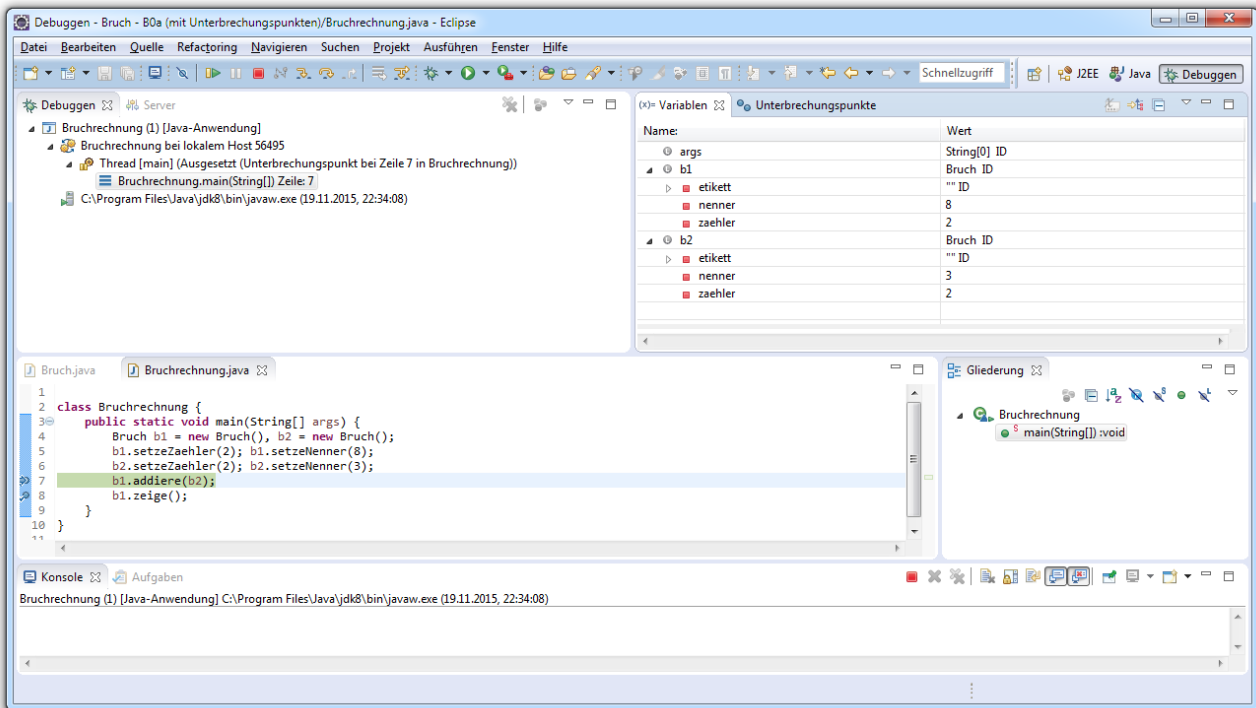 Debuggen - Bruch - B0a (mit Unterbrechungspunkten)/Bruchrechnung.java - Eclipse
Datei Bearbeiten Quelle Refactoring Navigieren Suchen Projekt Ausführen Fenster Hilfe
Schnellzugriff J2EE Java Debuggen
Debuggen Server
Bruchrechnung (1) [Java-Anwendung]
Bruchrechnung bei lokalem Host 56495
Thread [main] (Ausgesetzt (Unterbrechungspunkt bei Zeile 7 in Bruchrechnung))
Bruchrechnung.main(String[]) Zeile: 7
C:\Program Files\Java\jdk8\bin\javaw.exe (19.11.2015, 22:34:08)
(x)= Variablen Unterbrechungspunkte
Name: Wert
args String[0] ID
b1 Bruch ID
etikett "" ID
nenner 8
zaehler 2
b2 Bruch ID
etikett "" ID
nenner 3
zaehler 2
Bruch.java Bruchrechnung.java
1
2 class Bruchrechnung {
3 public static void main(String[] args) {
4 Bruch b1 = new Bruch(), b2 = new Bruch();
5 b1.setzeZaehler(2); b1.setzeNenner(8);
6 b2.setzeZaehler(2); b2.setzeNenner(3);
7 b1.addiere(b2);
8 b1.zeige();
9 }
10 }
11
Gliederung
Bruchrechnung
main(String[]) :void
Konsole Aufgaben
Bruchrechnung (1) [Java-Anwendung] C:\Program Files\Java\jdk8\bin\javaw.exe (19.11.2015, 22:34:08)